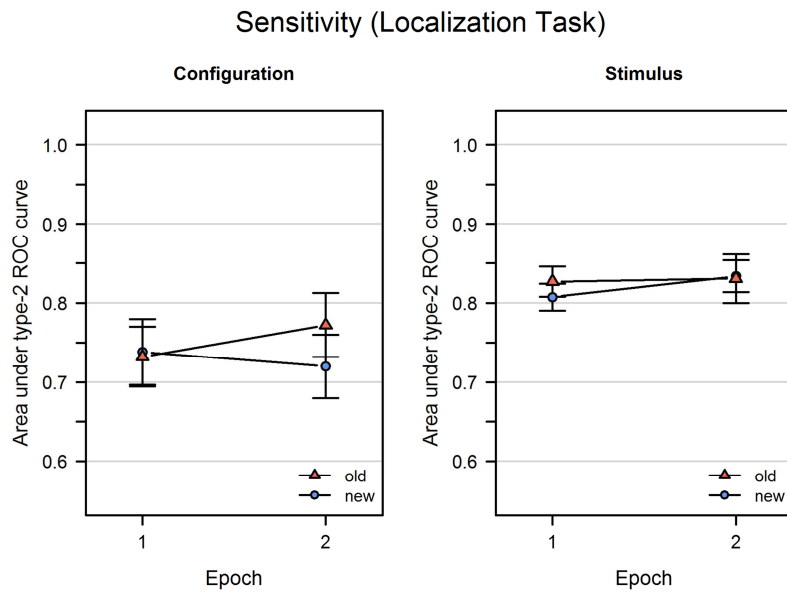 Sensitivity (Localization Task)
Configuration
Area under type-2 ROC curve
1.0
0.9
0.8
0.7
0.6
old
new
1 2
Epoch
Stimulus
Area under type-2 ROC curve
1.0
0.9
0.8
0.7
0.6
old
new
1 2
Epoch